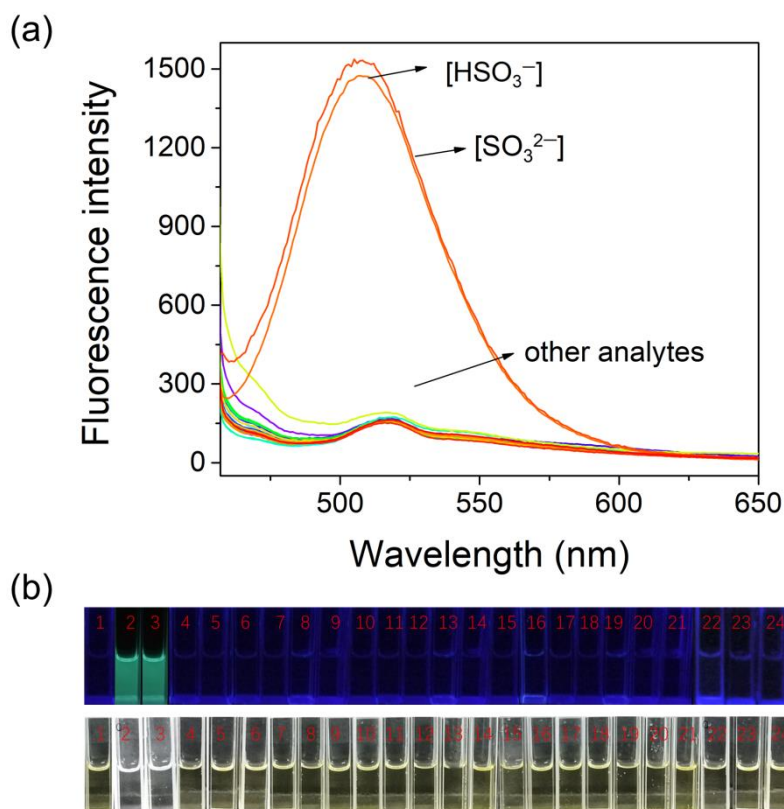 (a)
1500
1200
900
600
300
0
Fluorescence intensity
[HSO₃⁻]
[SO₃²⁻]
other analytes
500
550
600
650
Wavelength (nm)
(b)
1 2 3 4 5 6 7 8 9 10 11 12 13 14 15 16 17 18 19 20 21 22 23 24
1 2 3 4 5 6 7 8 9 10 11 12 13 14 15 16 17 18 19 20 21 22 23 24